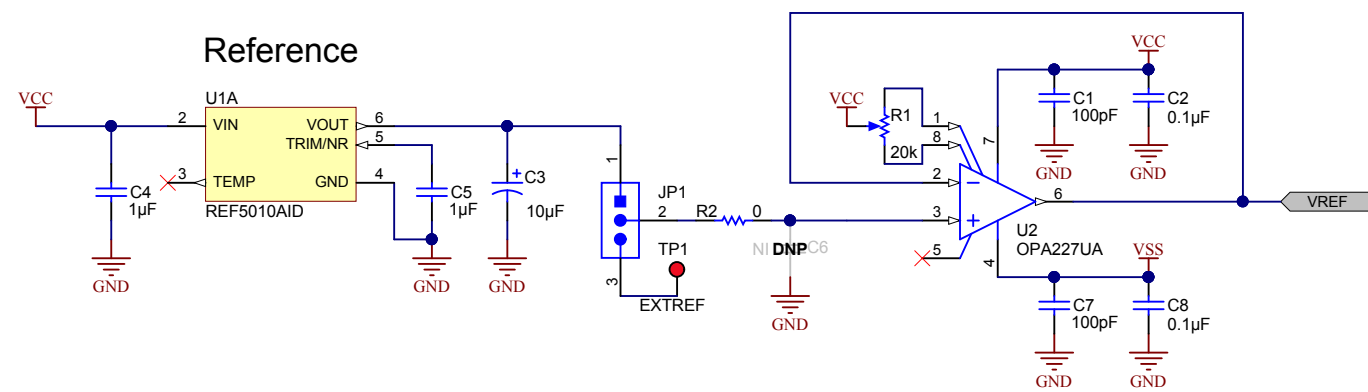 Reference
VCC
U1A
2
VIN
VOUT
6
TRIM/NR
5
3
TEMP
GND
4
REF5010AID
C4
1µF
GND
C5
1µF
GND
C3
10µF
GND
1
JP1
2
3
TP1
EXTREF
R2
0
NI
DNP
C6
GND
VCC
R1
20k
1
8
2
3
5
7
4
6
U2
OPA227UA
VCC
C1
100pF
GND
C2
0.1µF
GND
VSS
C7
100pF
GND
C8
0.1µF
GND
VREF